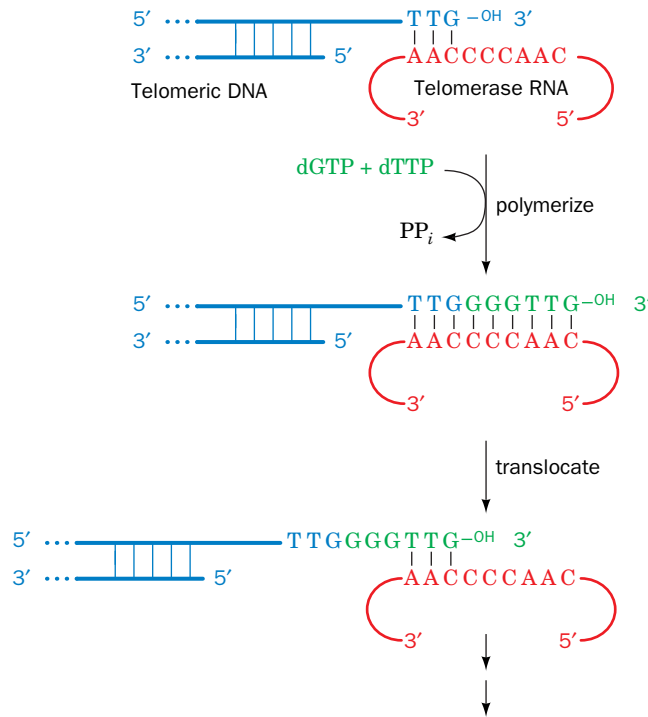 5′ ··· TTG–OH 3′
3′ ··· 5′ AACCCCAAC
Telomeric DNA Telomerase RNA
3′ 5′
dGTP + dTTP
polymerize
PPi
5′ ··· TTGGGGTTG–OH 3′
3′ ··· 5′ AACCCCAAC
3′ 5′
translocate
5′ ··· TTGGGGTTG–OH 3′
3′ ··· 5′ AACCCCAAC
3′ 5′